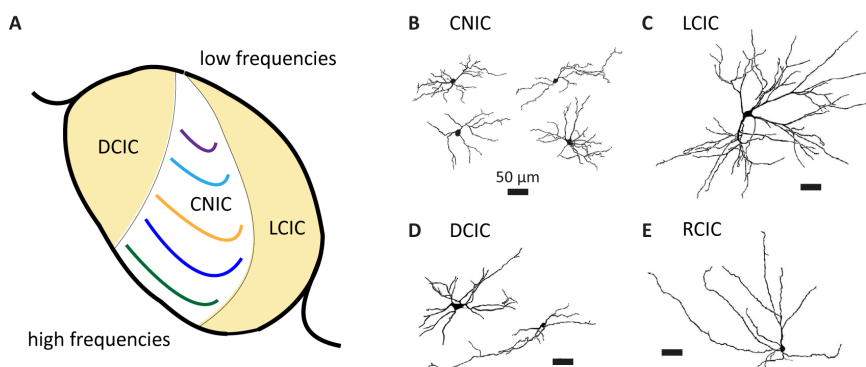 A
low frequencies
DCIC
CNIC
LCIC
high frequencies
B CNIC
50 µm
C LCIC
D DCIC
E RCIC